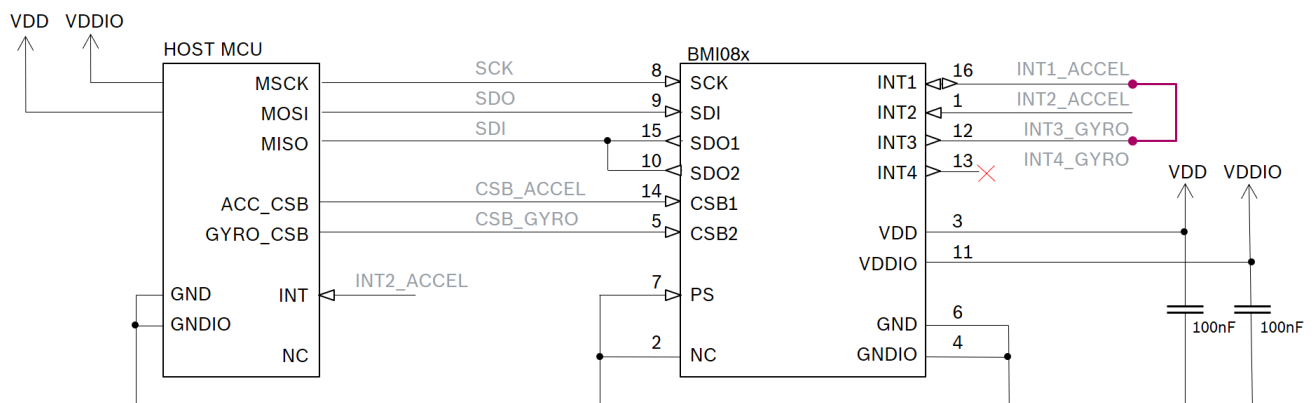 VDD VDDIO
HOST MCU
MSCK
MOSI
MISO
ACC_CSB
GYRO_CSB
GND
INT
GNDIO
NC
SCK
SDO
SDI
CSB_ACCEL
CSB_GYRO
INT2_ACCEL
BMI08x
8 SCK
9 SDI
15 SDO1
10 SDO2
14 CSB1
5 CSB2
7 PS
2 NC
INT1 16 INT1_ACCEL
INT2 1 INT2_ACCEL
INT3 12 INT3_GYRO
INT4 13 INT4_GYRO
VDD 3
VDDIO 11
GND 6
GNDIO 4
VDD VDDIO
100nF 100nF